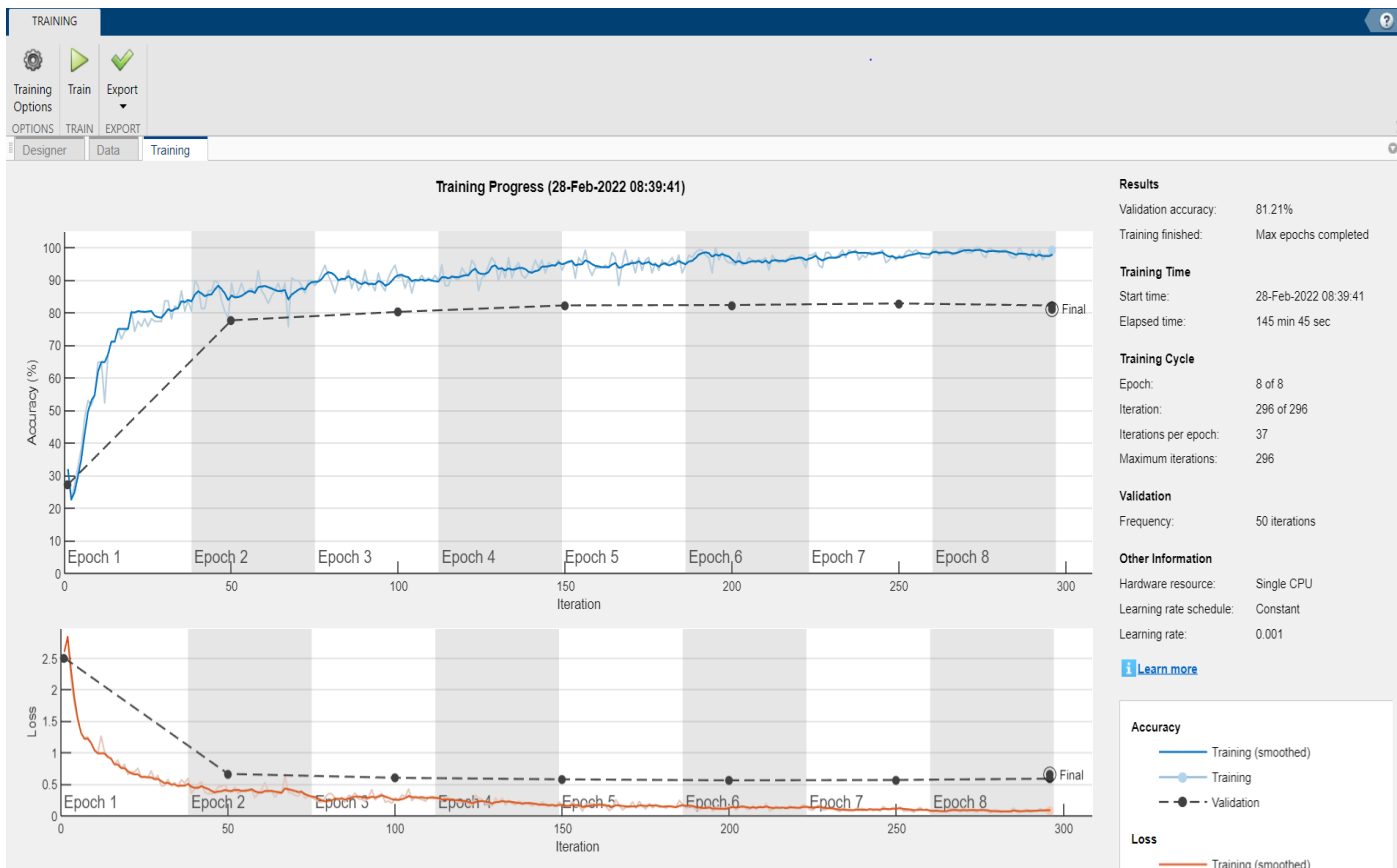 TRAINING
?
Training Options
Train
Export
OPTIONS
TRAIN
EXPORT
Designer
Data
Training
Training Progress (28-Feb-2022 08:39:41)
100
90
80
70
60
50
40
30
20
10
0
Accuracy (%)
Final
Epoch 1
Epoch 2
Epoch 3
Epoch 4
Epoch 5
Epoch 6
Epoch 7
Epoch 8
0
50
100
150
200
250
300
Iteration
2.5
2
1.5
1
0.5
0
Loss
Final
Epoch 1
Epoch 2
Epoch 3
Epoch 4
Epoch 5
Epoch 6
Epoch 7
Epoch 8
0
50
100
150
200
250
300
Iteration
Results
Validation accuracy: 81.21%
Training finished: Max epochs completed
Training Time
Start time: 28-Feb-2022 08:39:41
Elapsed time: 145 min 45 sec
Training Cycle
Epoch: 8 of 8
Iteration: 296 of 296
Iterations per epoch: 37
Maximum iterations: 296
Validation
Frequency: 50 iterations
Other Information
Hardware resource: Single CPU
Learning rate schedule: Constant
Learning rate: 0.001
i Learn more
Accuracy
Training (smoothed)
Training
Validation
Loss
Training (smoothed)